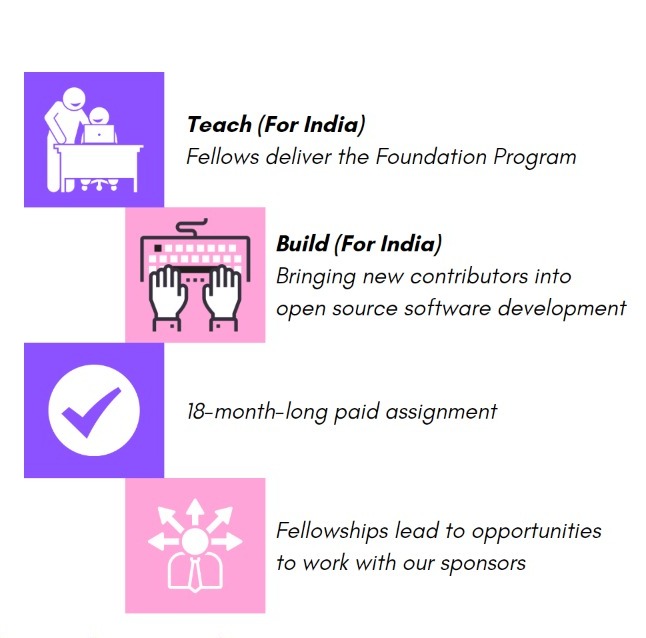 Teach (For India)
Fellows deliver the Foundation Program
Build (For India)
Bringing new contributors into
open source software development
18-month-long paid assignment
Fellowships lead to opportunities
to work with our sponsors